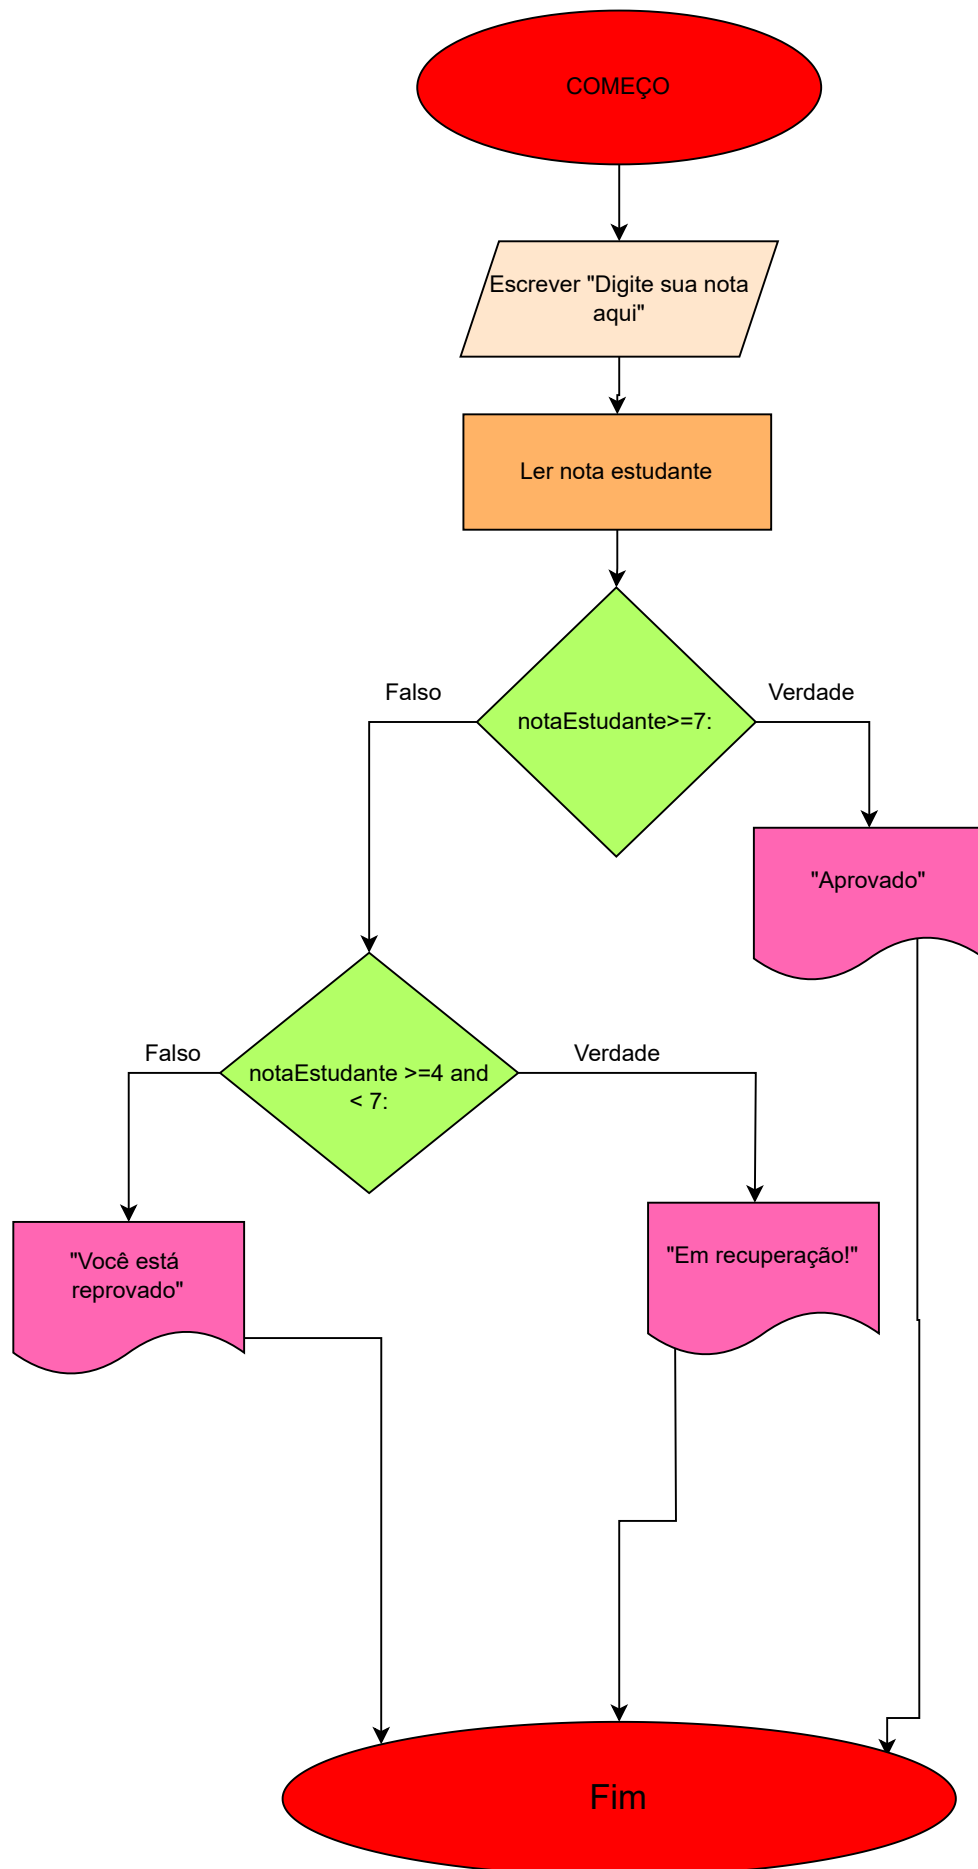 COMEÇO
Escrever "Digite sua nota
aqui"
Ler nota estudante
Falso
Verdade
notaEstudante>=7:
"Aprovado"
Falso
Verdade
notaEstudante >=4 and
< 7:
"Você está
reprovado"
"Em recuperação!"
Fim